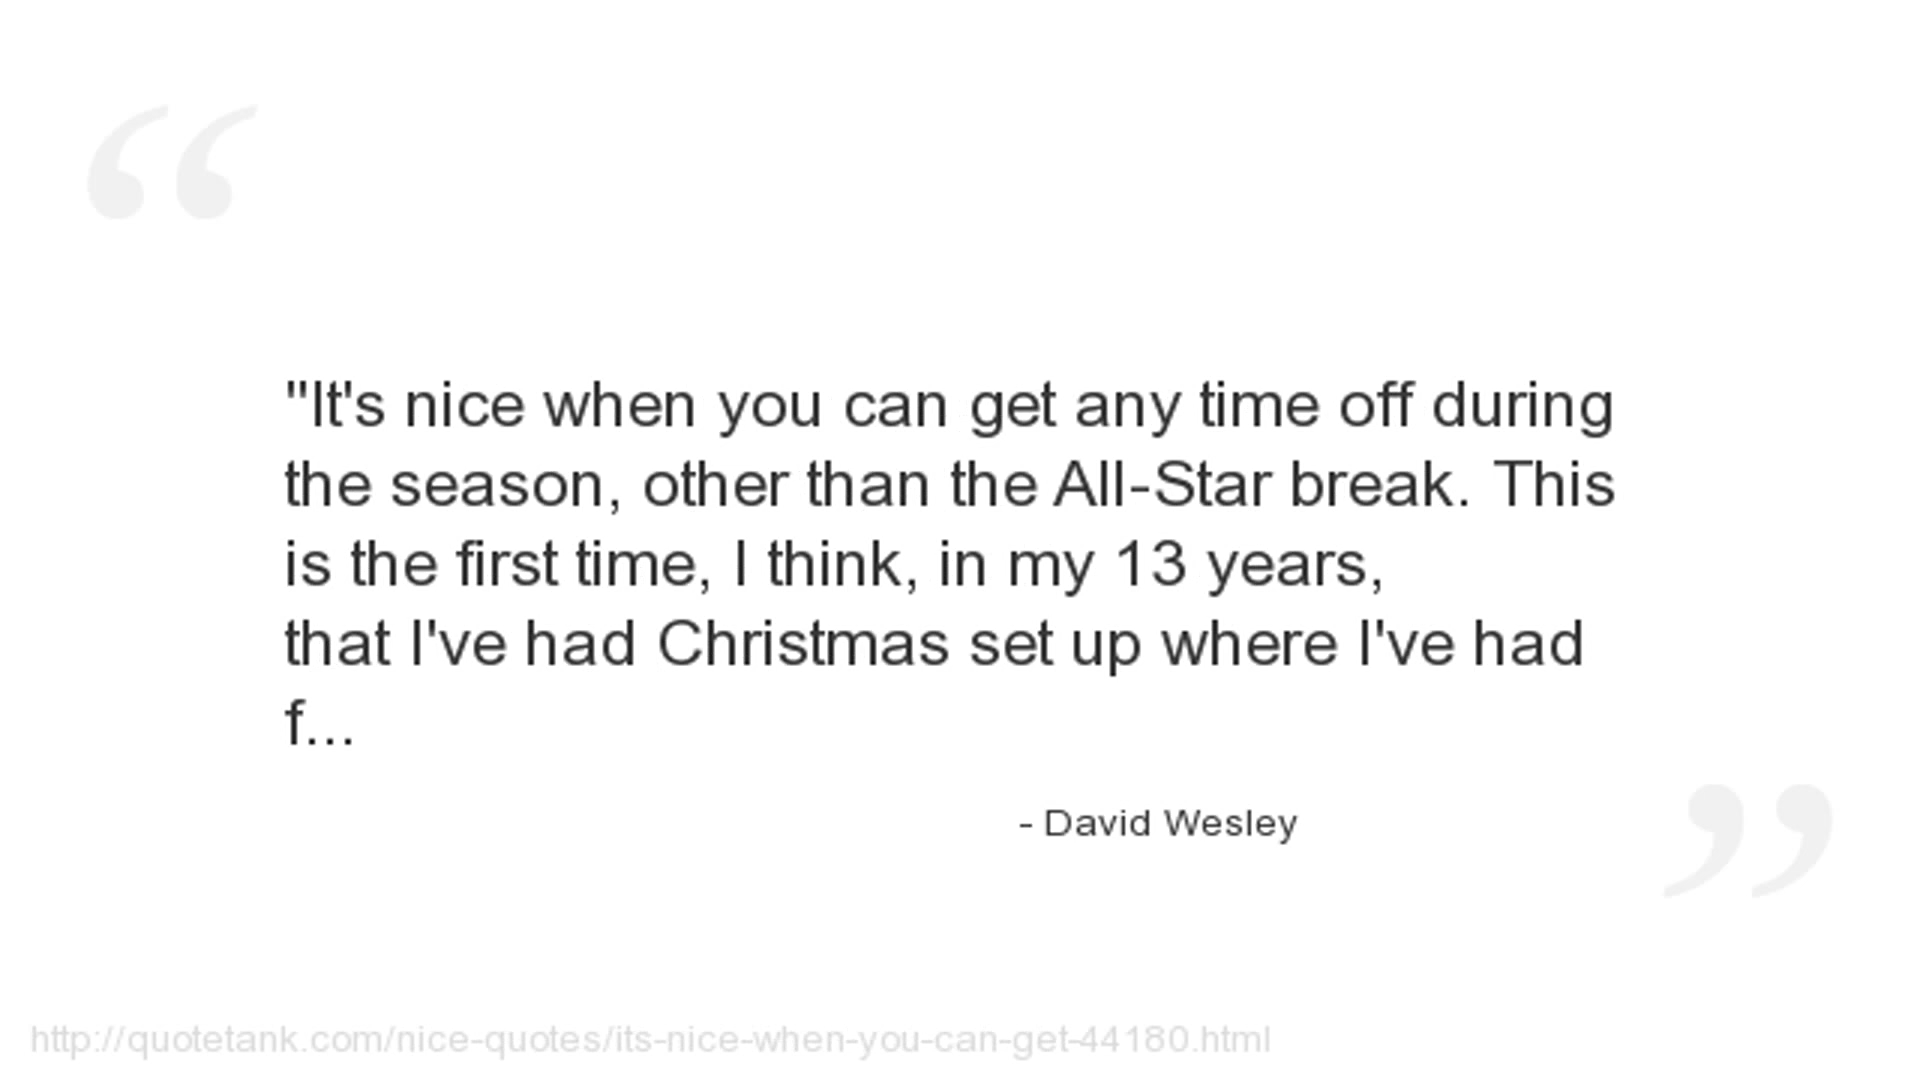 "It's nice when you can get any time off during
the season, other than the All-Star break. This
is the first time, I think, in my 13 years,
that I've had Christmas set up where I've had
f...
- David Wesley
http://quotetank.com/nice-quotes/its-nice-when-you-can-get-44180.html